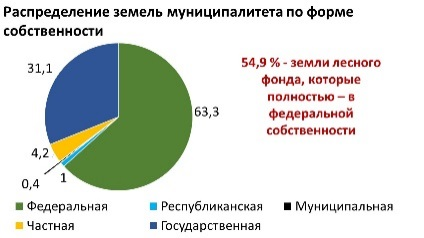 Распределение земель муниципалитета по форме
собственности
54,9 % - земли лесного
фонда, которые
полностью – в
федеральной
собственности
31,1
63,3
4,2
0,4
1
Федеральная Республиканская Муниципальная
Частная Государственная